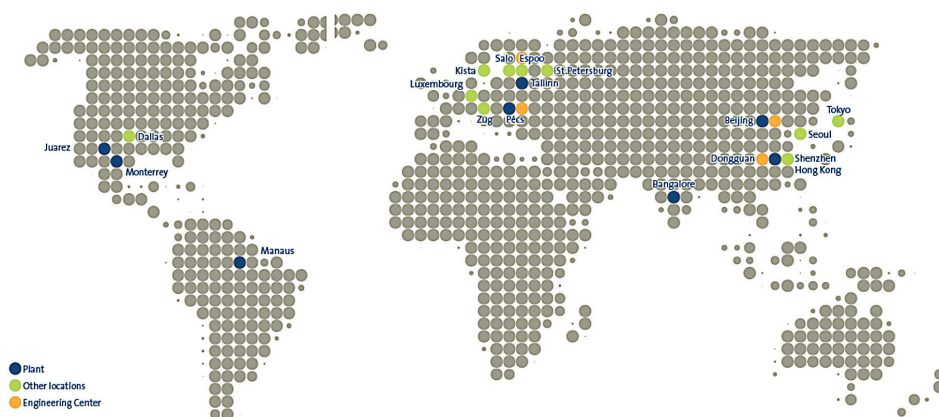 Salo Espoo
Kista
St.Petersburg
Luxembourg
Tallinn
Zug
Pécs
Tokyo
Beijing
Seoul
Dallas
Juarez
Monterrey
Dongguan
Shenzhen
Hong Kong
Bangalore
Manaus
Plant
Other locations
Engineering Center